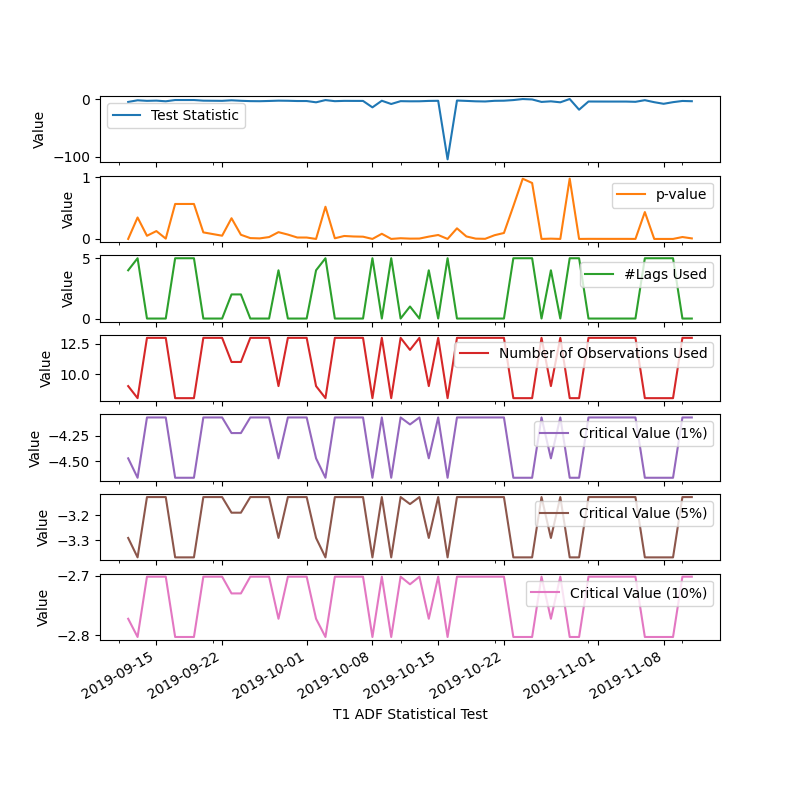 0
−100
Value
Test Statistic
1
0
Value
p-value
5
0
Value
#Lags Used
12.5
10.0
Value
Number of Observations Used
−4.25
−4.50
Value
Critical Value (1%)
−3.2
−3.3
Value
Critical Value (5%)
−2.7
−2.8
Value
Critical Value (10%)
2019-09-15 2019-09-22 2019-10-01 2019-10-08 2019-10-15 2019-10-22 2019-11-01 2019-11-08
T1 ADF Statistical Test